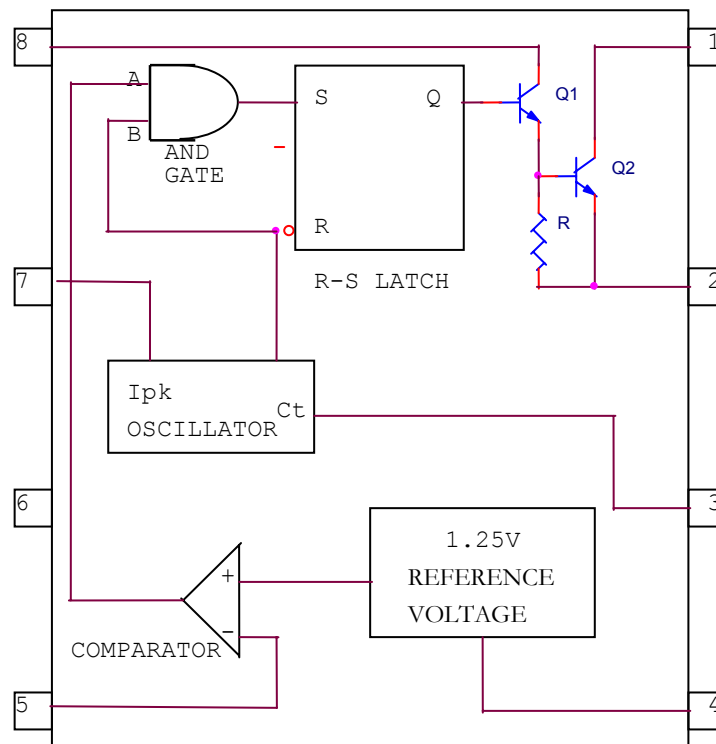 8
1
A
B
AND
GATE
S
Q
R
R-S LATCH
Q1
Q2
R
7
2
Ipk
Ct
OSCILLATOR
6
3
1.25V
REFERENCE
VOLTAGE
+
−
COMPARATOR
5
4